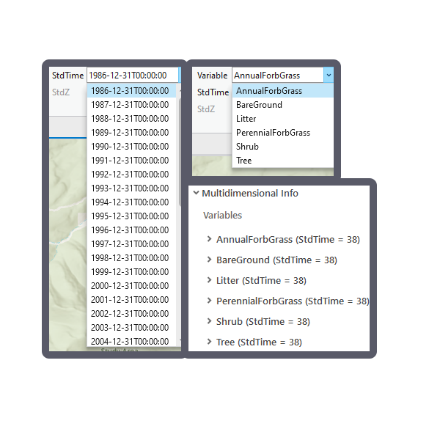 StdTime 1986-12-31T00:00:00
StdZ
1986-12-31T00:00:00
1987-12-31T00:00:00
1988-12-31T00:00:00
1989-12-31T00:00:00
1990-12-31T00:00:00
1991-12-31T00:00:00
1992-12-31T00:00:00
1993-12-31T00:00:00
1994-12-31T00:00:00
1995-12-31T00:00:00
1996-12-31T00:00:00
1997-12-31T00:00:00
1998-12-31T00:00:00
1999-12-31T00:00:00
2000-12-31T00:00:00
2001-12-31T00:00:00
2002-12-31T00:00:00
2003-12-31T00:00:00
2004-12-31T00:00:00
Variable AnnualForbGrass
StdTime
StdZ
AnnualForbGrass
BareGround
Litter
PerennialForbGrass
Shrub
Tree
Multidimensional Info
Variables
AnnualForbGrass (StdTime = 38)
BareGround (StdTime = 38)
Litter (StdTime = 38)
PerennialForbGrass (StdTime = 38)
Shrub (StdTime = 38)
Tree (StdTime = 38)